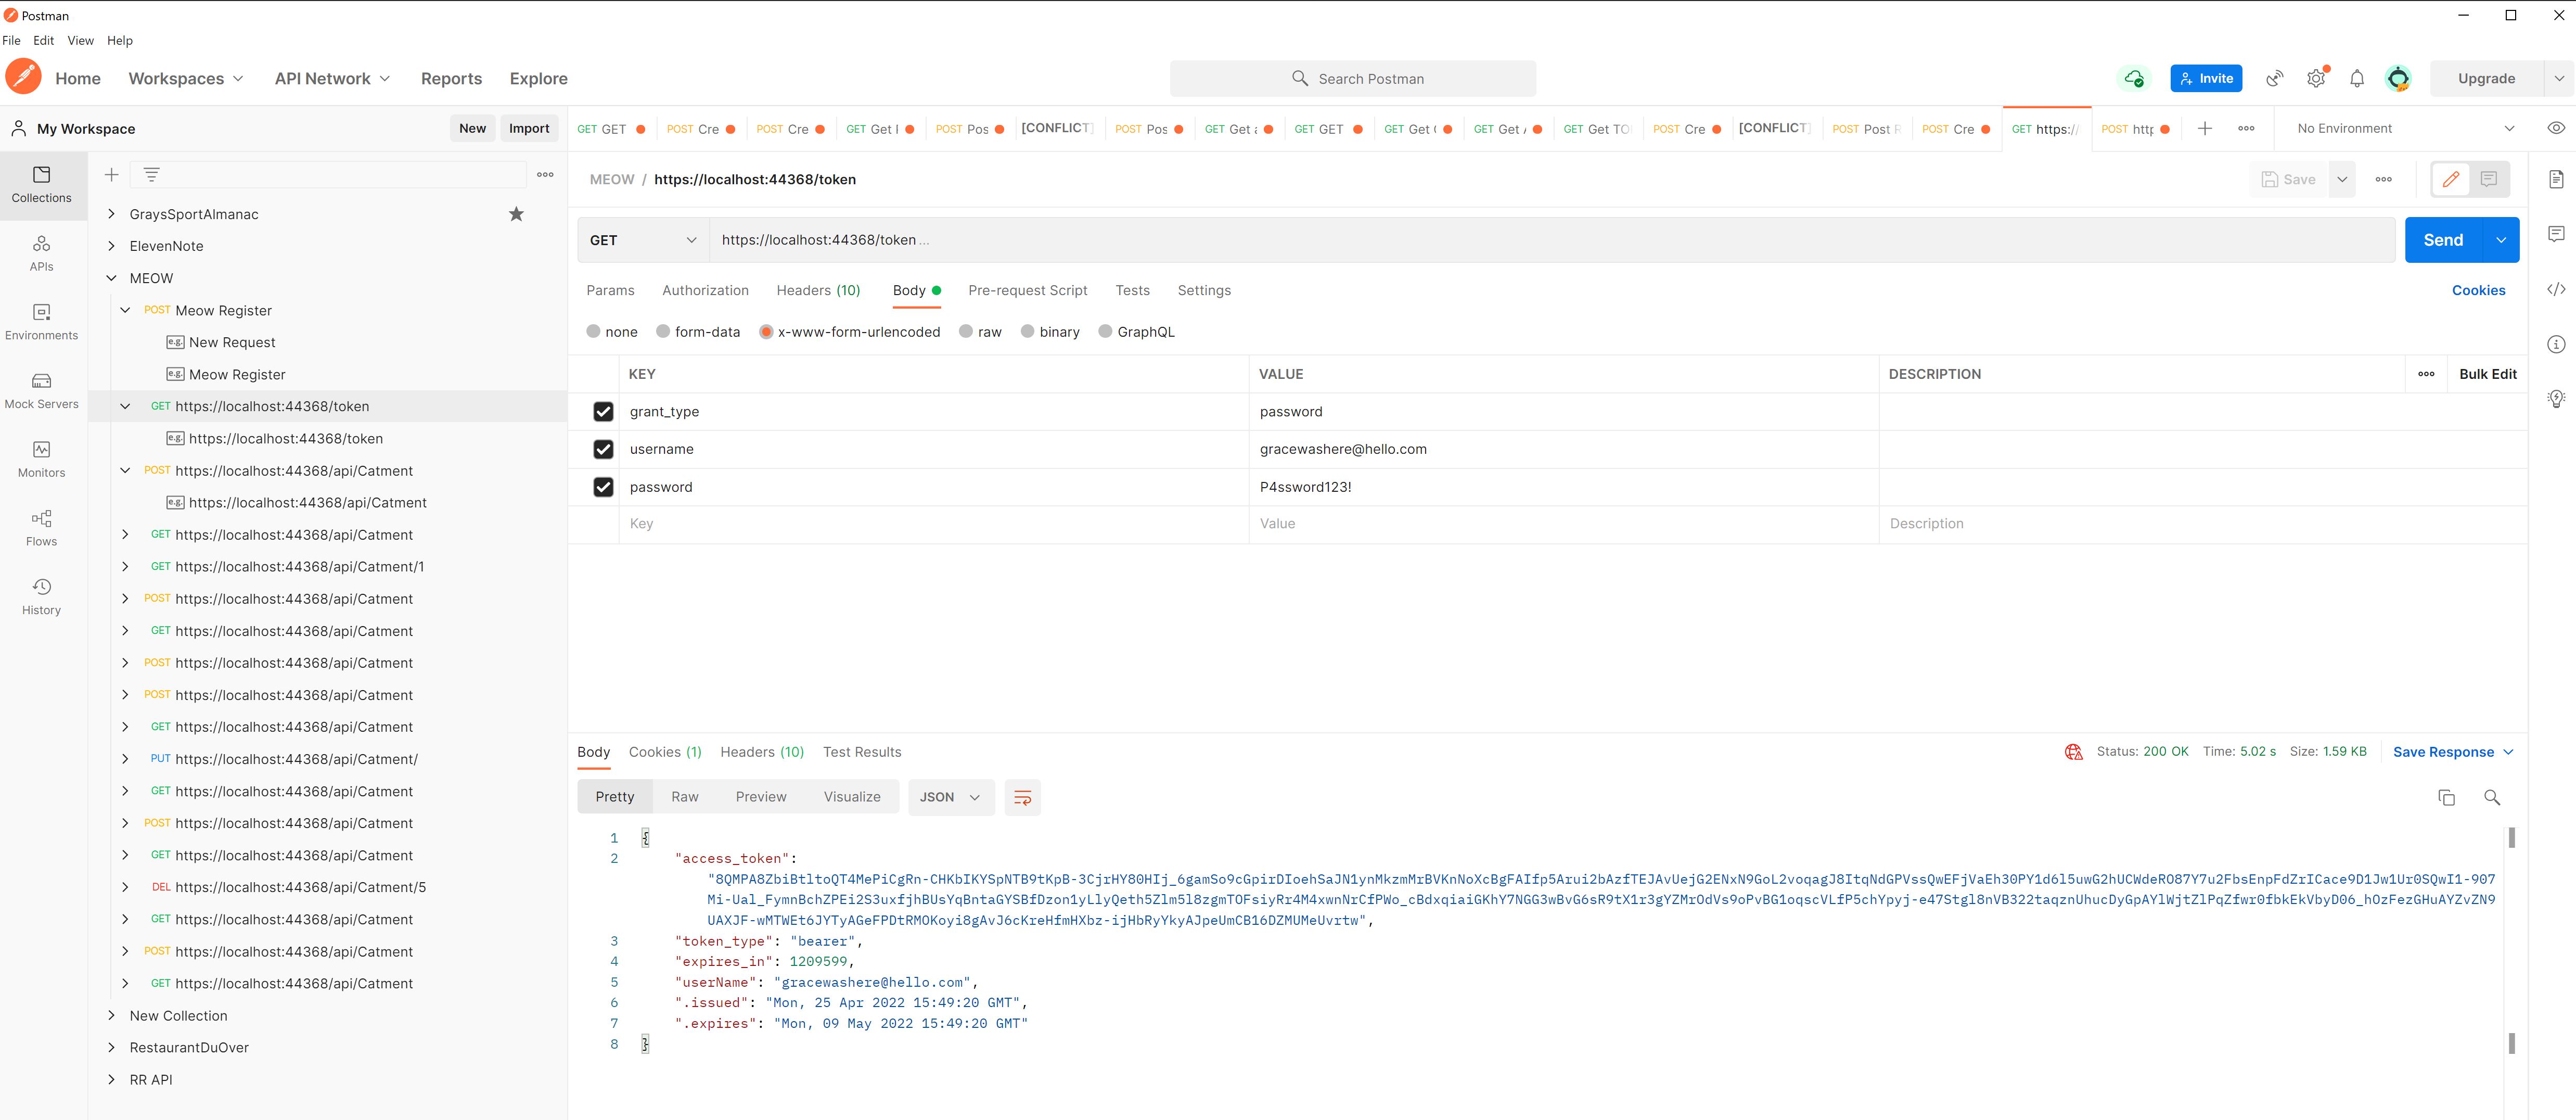 Postman
File Edit View Help
Home Workspaces API Network Reports Explore Search Postman Invite Upgrade
My Workspace New Import
GET GET POST Cre POST Cre GET Get POST Pos [CONFLICT] POST Pos GET Get GET GET GET Get GET Get GET Get TO POST Cre [CONFLICT] POST Post POST Cre GET https:/ POST http No Environment
Collections
APIs
Environments
Mock Servers
Monitors
Flows
History
GraysSportAlmanac
ElevenNote
MEOW
POST Meow Register
e.g. New Request
e.g. Meow Register
GET https://localhost:44368/token
e.g. https://localhost:44368/token
POST https://localhost:44368/api/Catment
e.g. https://localhost:44368/api/Catment
GET https://localhost:44368/api/Catment
GET https://localhost:44368/api/Catment/1
POST https://localhost:44368/api/Catment
GET https://localhost:44368/api/Catment
POST https://localhost:44368/api/Catment
POST https://localhost:44368/api/Catment
GET https://localhost:44368/api/Catment
PUT https://localhost:44368/api/Catment/
GET https://localhost:44368/api/Catment
POST https://localhost:44368/api/Catment
GET https://localhost:44368/api/Catment
DEL https://localhost:44368/api/Catment/5
GET https://localhost:44368/api/Catment
POST https://localhost:44368/api/Catment
GET https://localhost:44368/api/Catment
New Collection
RestaurantDuOver
RR API
MEOW / https://localhost:44368/token Save
GET https://localhost:44368/token ... Send
Params Authorization Headers (10) Body Pre-request Script Tests Settings Cookies
none form-data x-www-form-urlencoded raw binary GraphQL
KEY VALUE DESCRIPTION Bulk Edit
grant_type password
username gracewashere@hello.com
password P4ssword123!
Key Value Description
Body Cookies (1) Headers (10) Test Results Status: 200 OK Time: 5.02 s Size: 1.59 KB Save Response
Pretty Raw Preview Visualize JSON
1 {
2 "access_token":
"8QMPA8ZbiBtltoQT4MePiCgRn-CHKbIKYSpNTB9tKpB-3CjrHY80HIj_6gamSo9cGpirDIoehSaJN1ynMkzmMrBVKnNoXcBgFAIfp5Arui2bAzfTEJAvUejG2ENxN9GoL2voqagJ8ItqNdGPVssQwEFjVaEh30PY1d6l5uwG2hUCWdeRO87Y7u2FbsEnpFdZrICace9D1Jw1Ur0SQwI1-907
Mi-Ual_FymnBchZPEi2S3uxfjhBUsYqBntaGYSBfDzon1yLlyQeth5Zlm5l8zgmTOFsiyRr4M4xwnNrCfPWo_cBdxqiaiGKhY7NGG3wBvG6sR9tX1r3gYZMrOdVs9oPvBG1oqscVLfP5chYpyj-e47Stgl8nVB322taqznUhucDyGpAYlWjtZlPqZfwr0fbkEkVbyD06_hOzFezGHuAYZvZN9
UAXJF-wMTWEt6JYTyAGeFPDtRMOKoyi8gAvJ6cKreHfmHXbz-ijHbRyYkyAJpeUmCB16DZMUMeUvrtw",
3 "token_type": "bearer",
4 "expires_in": 1209599,
5 "userName": "gracewashere@hello.com",
6 ".issued": "Mon, 25 Apr 2022 15:49:20 GMT",
7 ".expires": "Mon, 09 May 2022 15:49:20 GMT"
8 }